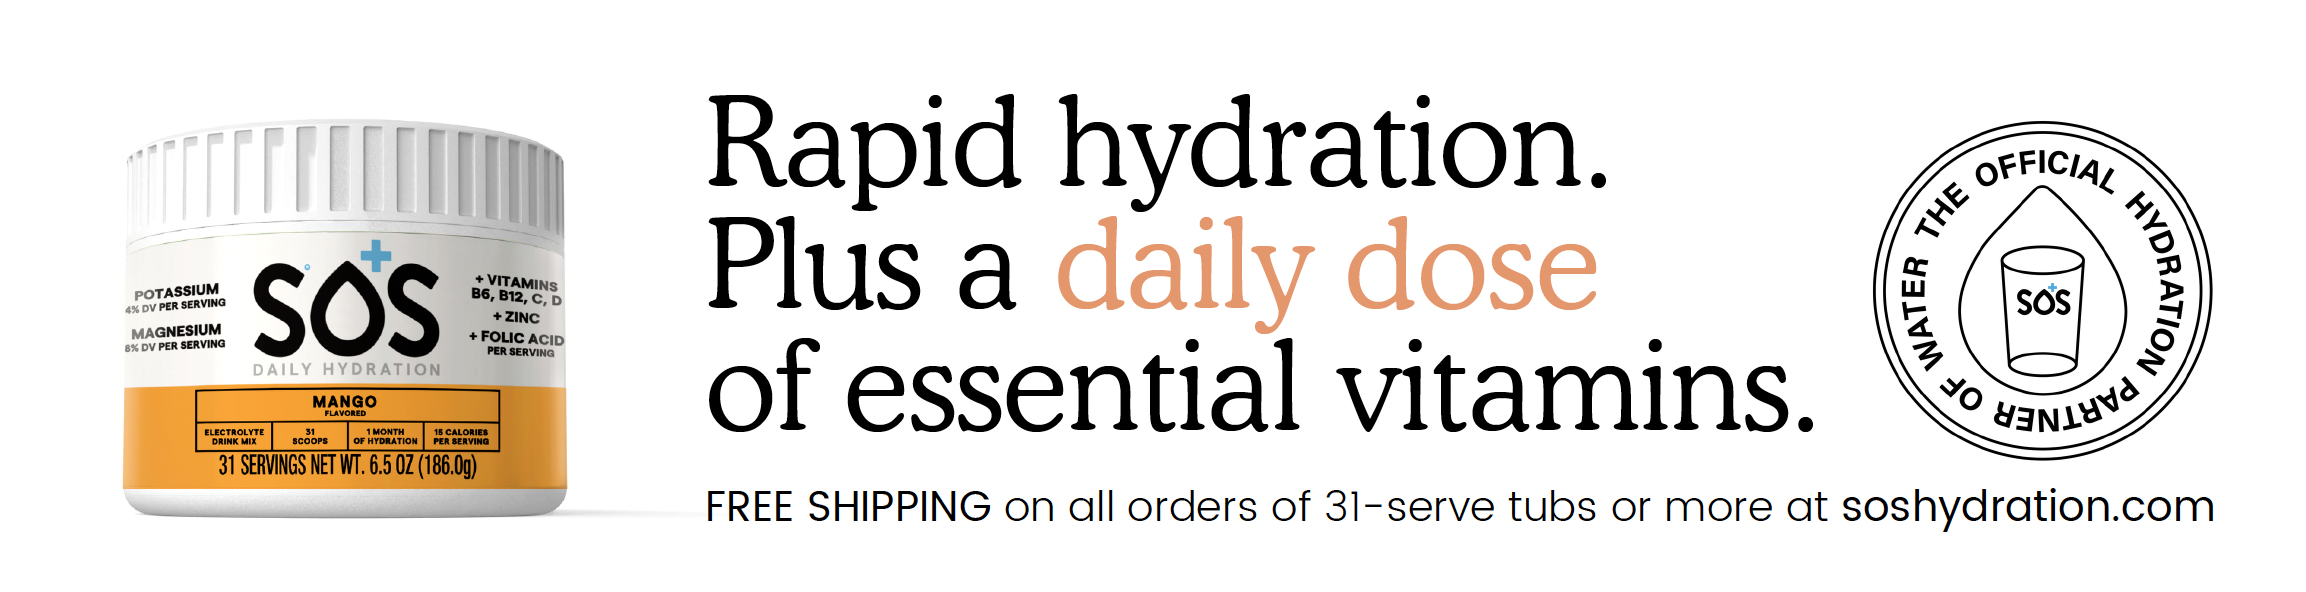 POTASSIUM
4% DV PER SERVING
MAGNESIUM
8% DV PER SERVING
SOS
DAILY HYDRATION
+ VITAMINS
B6, B12, C, D
+ ZINC
+ FOLIC ACID
PER SERVING
MANGO
FLAVORED
ELECTROLYTE
DRINK MIX
31
SCOOPS
1 MONTH
OF HYDRATION
15 CALORIES
PER SERVING
31 SERVINGS NET WT. 6.5 OZ (186.0g)
Rapid hydration.
Plus a daily dose
of essential vitamins.
FREE SHIPPING on all orders of 31-serve tubs or more at soshydration.com
THE OFFICIAL HYDRATION PARTNER OF WATER
SOS